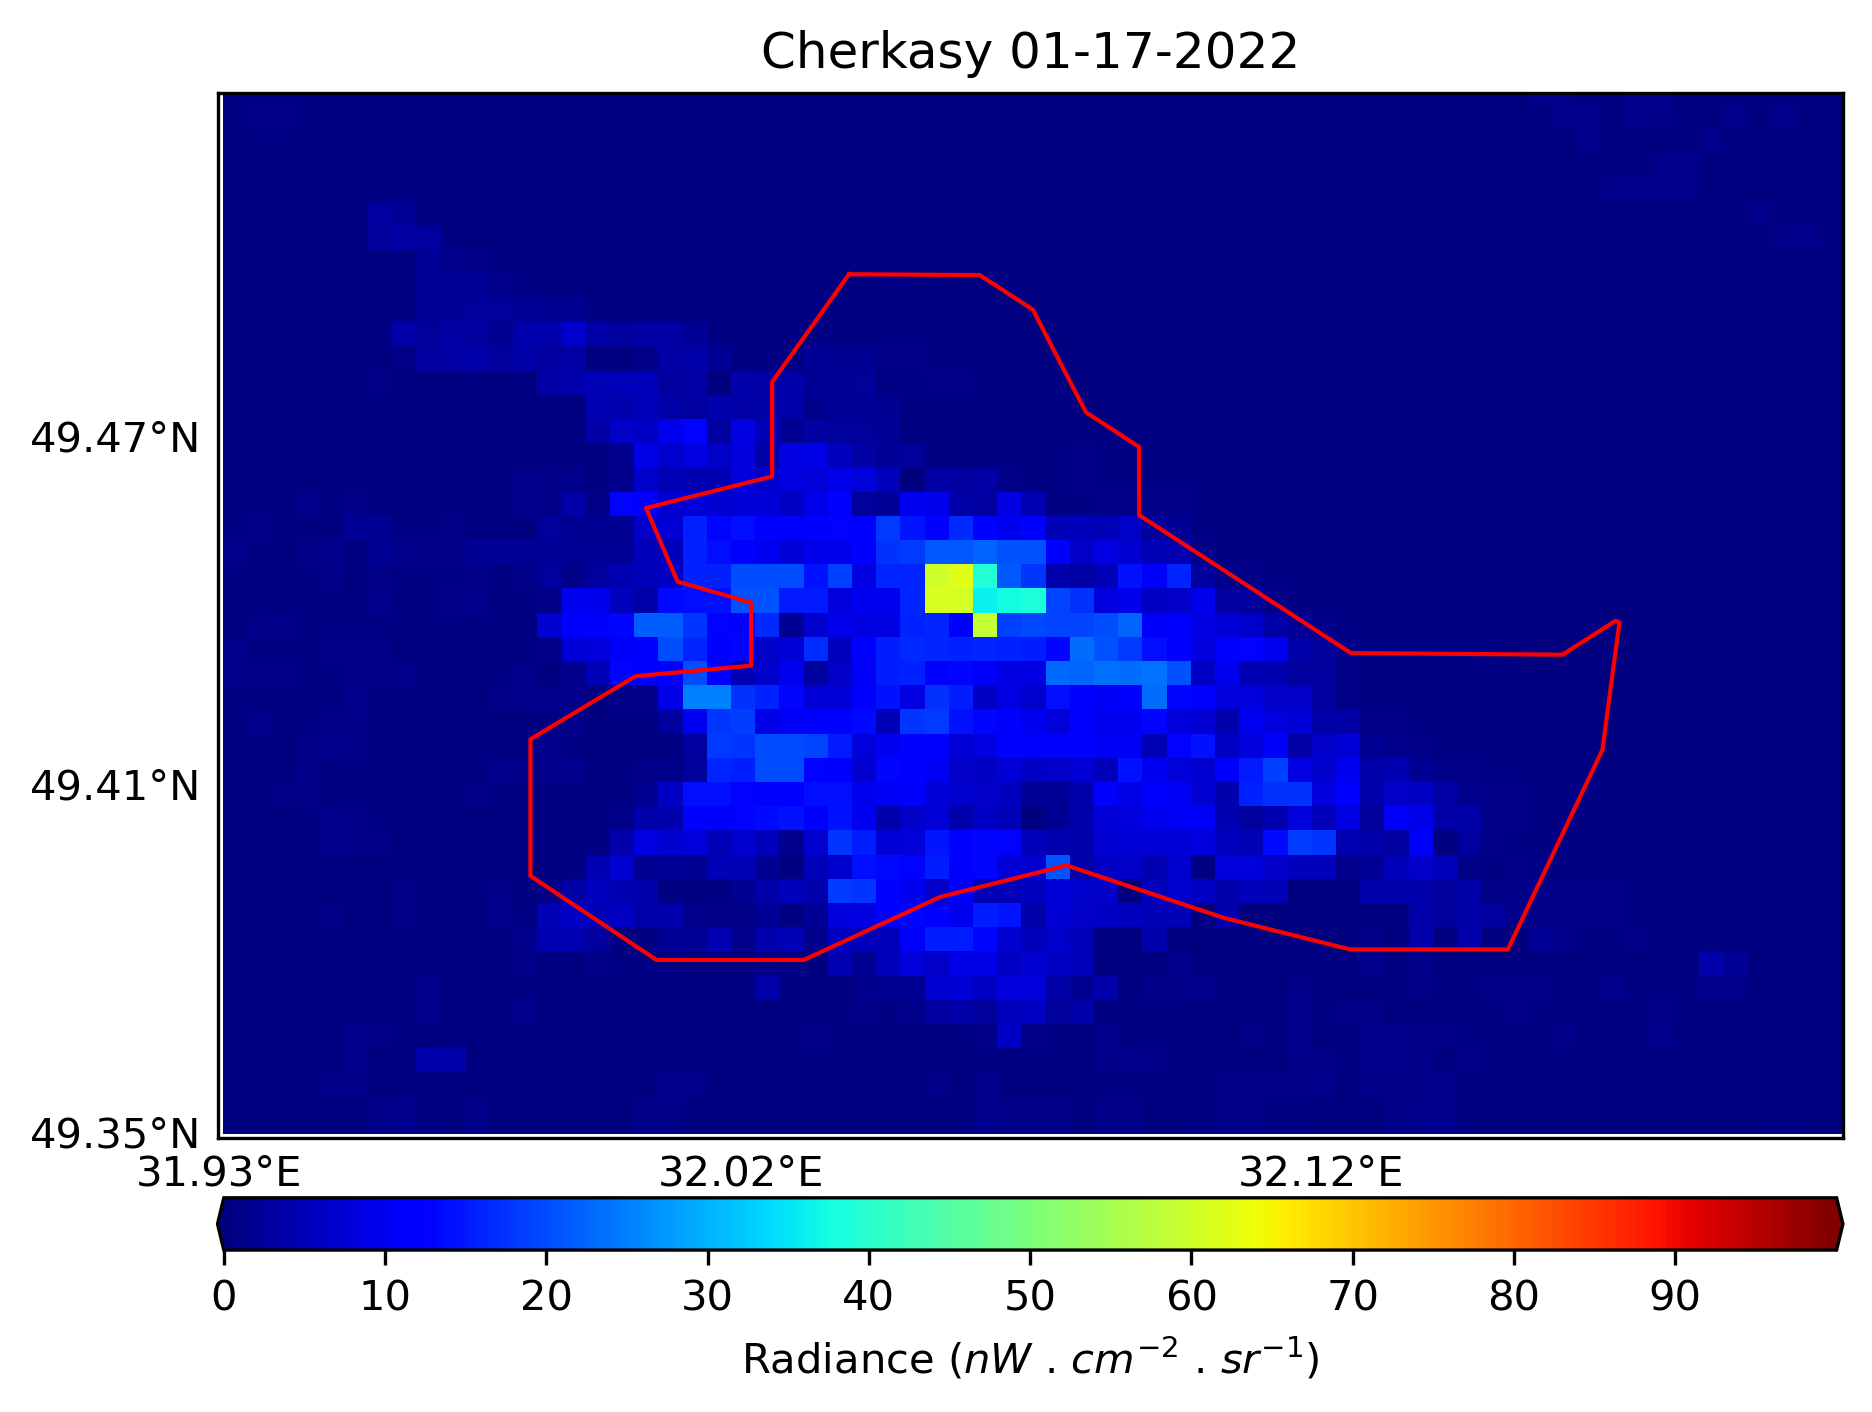 Cherkasy 01-17-2022
49.47°N
49.41°N
49.35°N
31.93°E 32.02°E 32.12°E
0 10 20 30 40 50 60 70 80 90
Radiance (nW . cm⁻² . sr⁻¹)